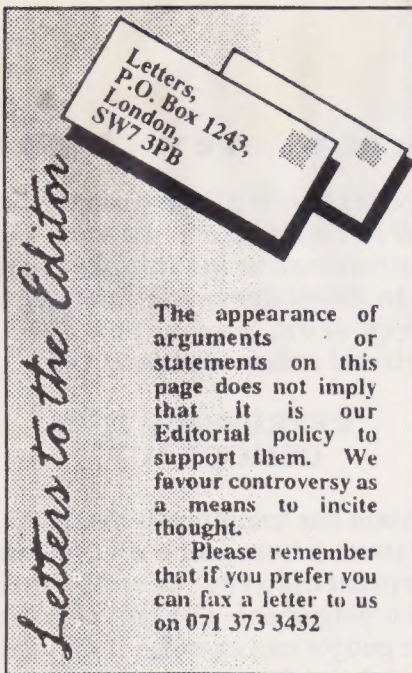 Letters to the Editor
Letters,
P.O. Box 1243,
London,
SW7 3PB
The appearance of
arguments or
statements on this
page does not imply
that it is our
Editorial policy to
support them. We
favour controversy as
a means to incite
thought.
Please remember
that if you prefer you
can fax a letter to us
on 071 373 3432